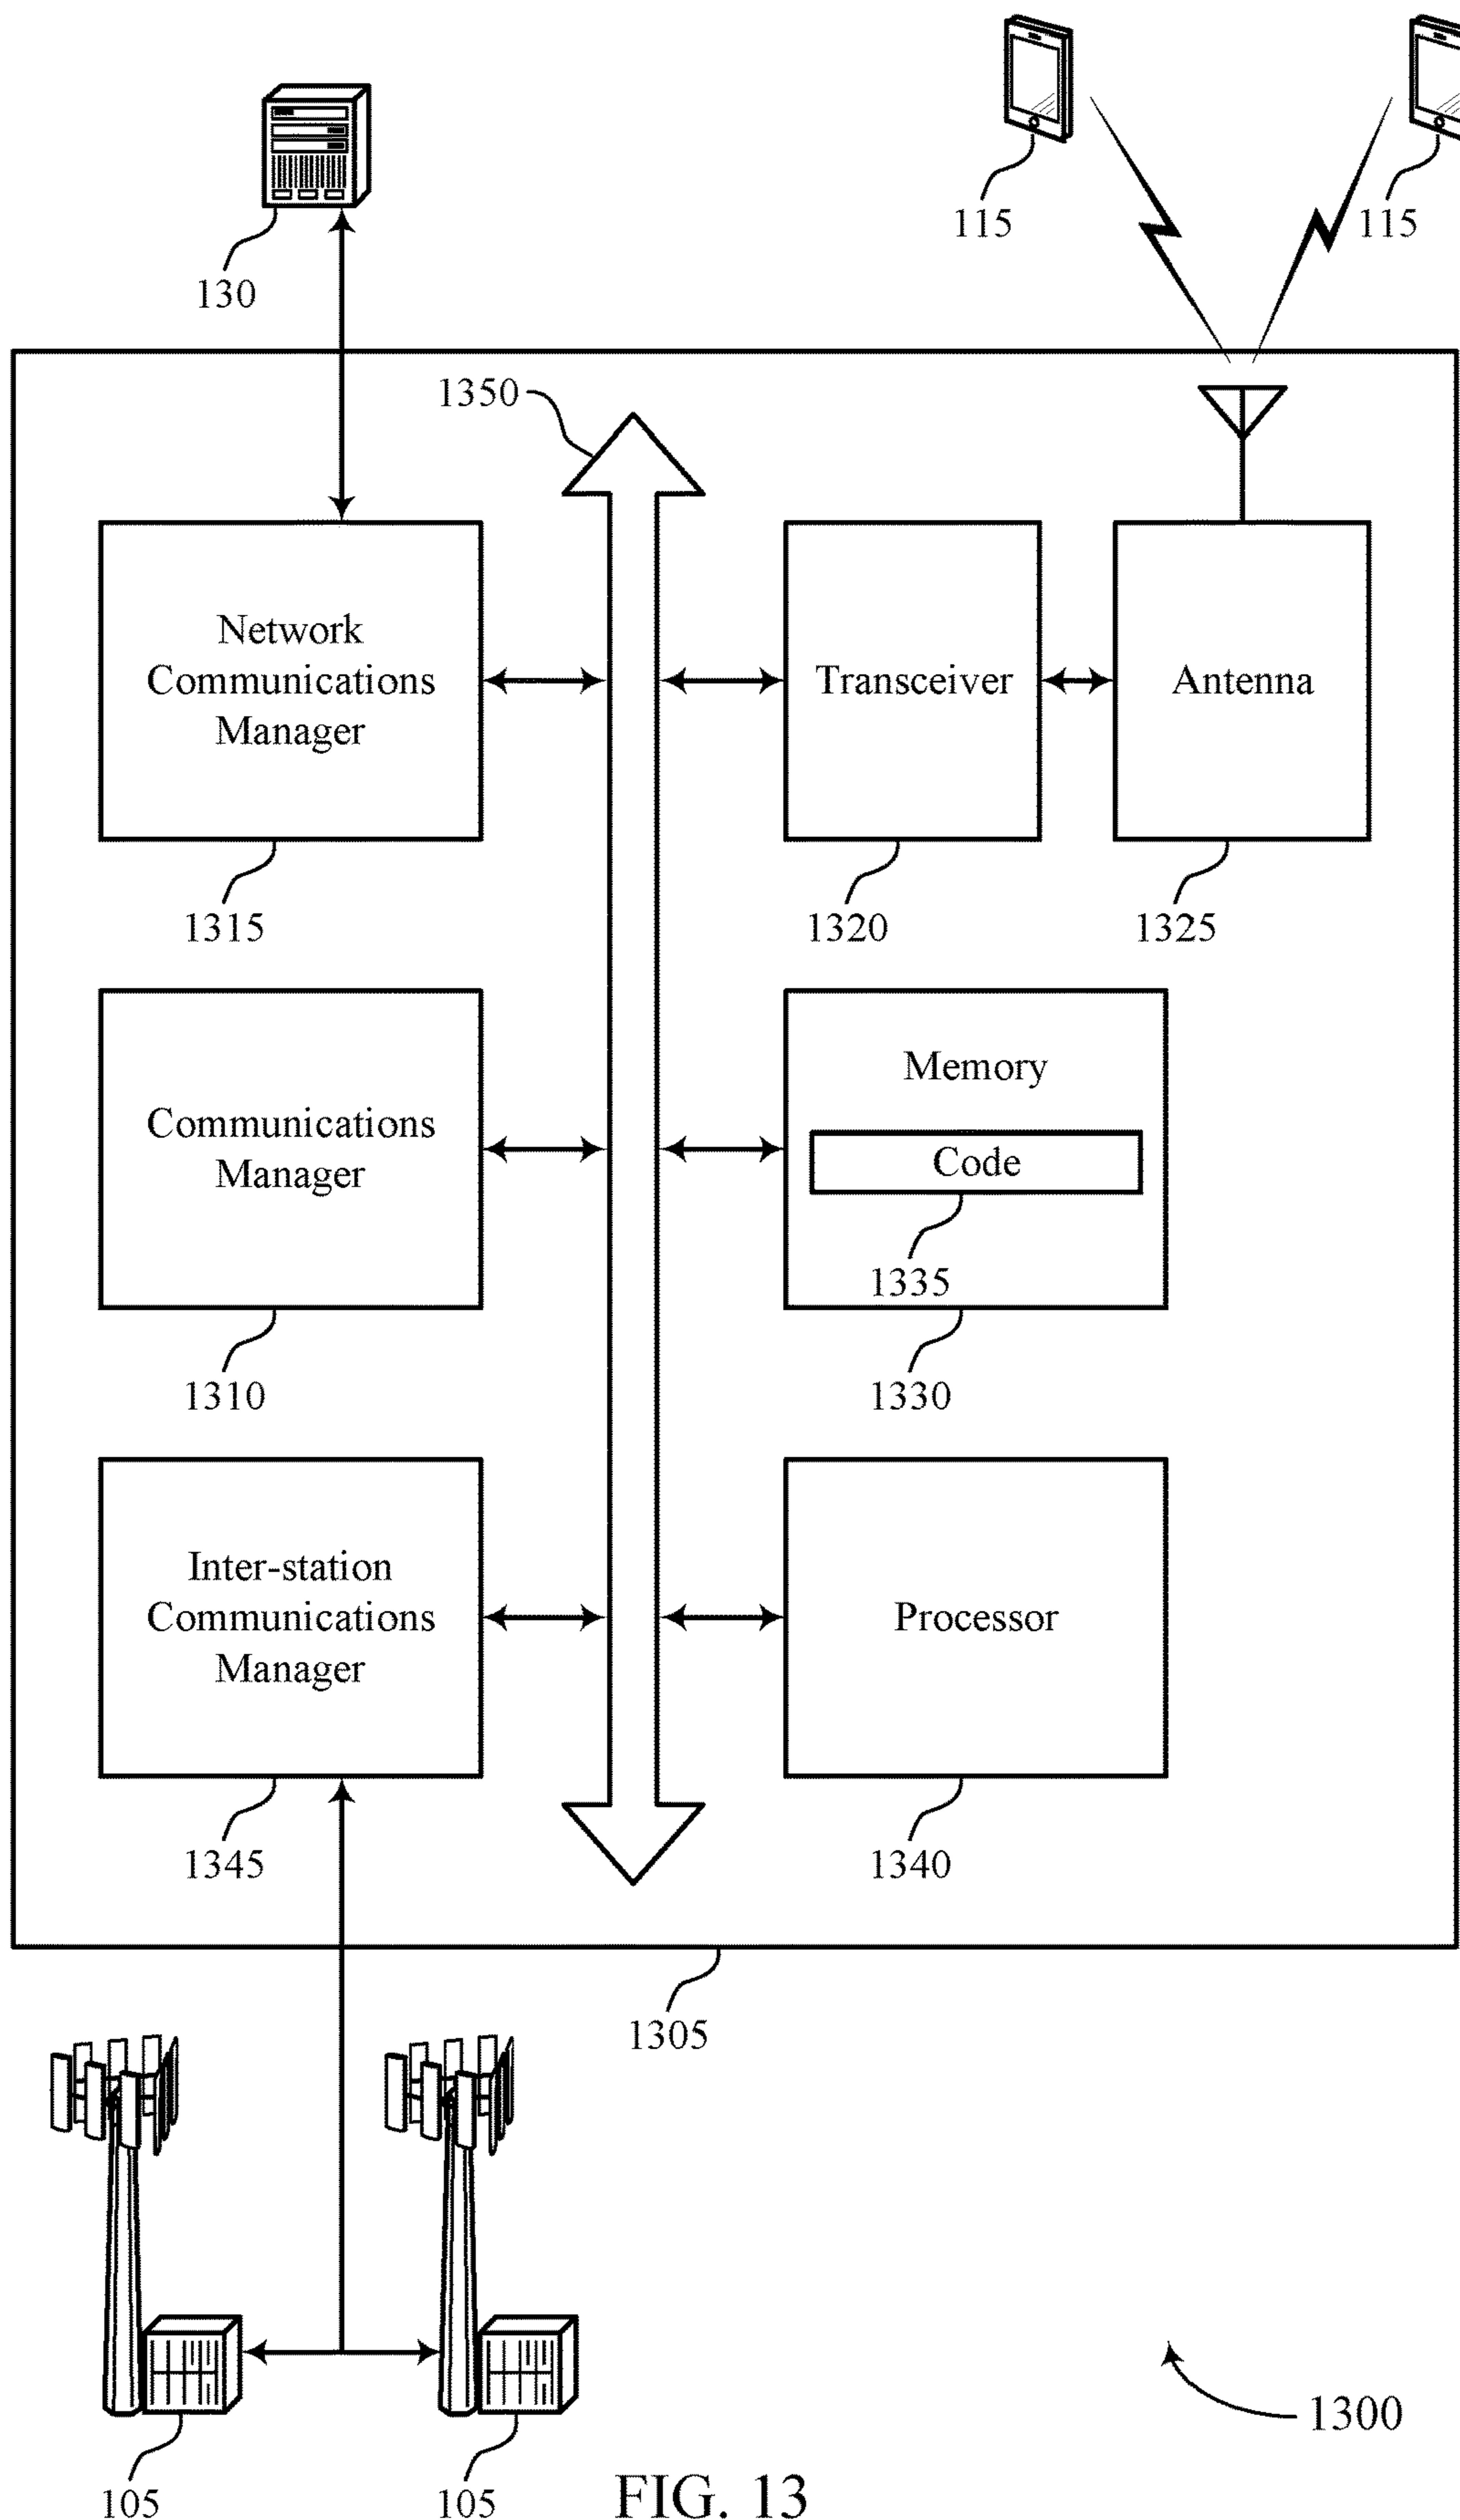 130
115
115
1350
Network
Communications
Manager
Transceiver
Antenna
1315
1320
1325
Communications
Manager
Memory
Code
1335
1310
1330
Inter-station
Communications
Manager
Processor
1345
1340
1305
1300
105
105
FIG. 13